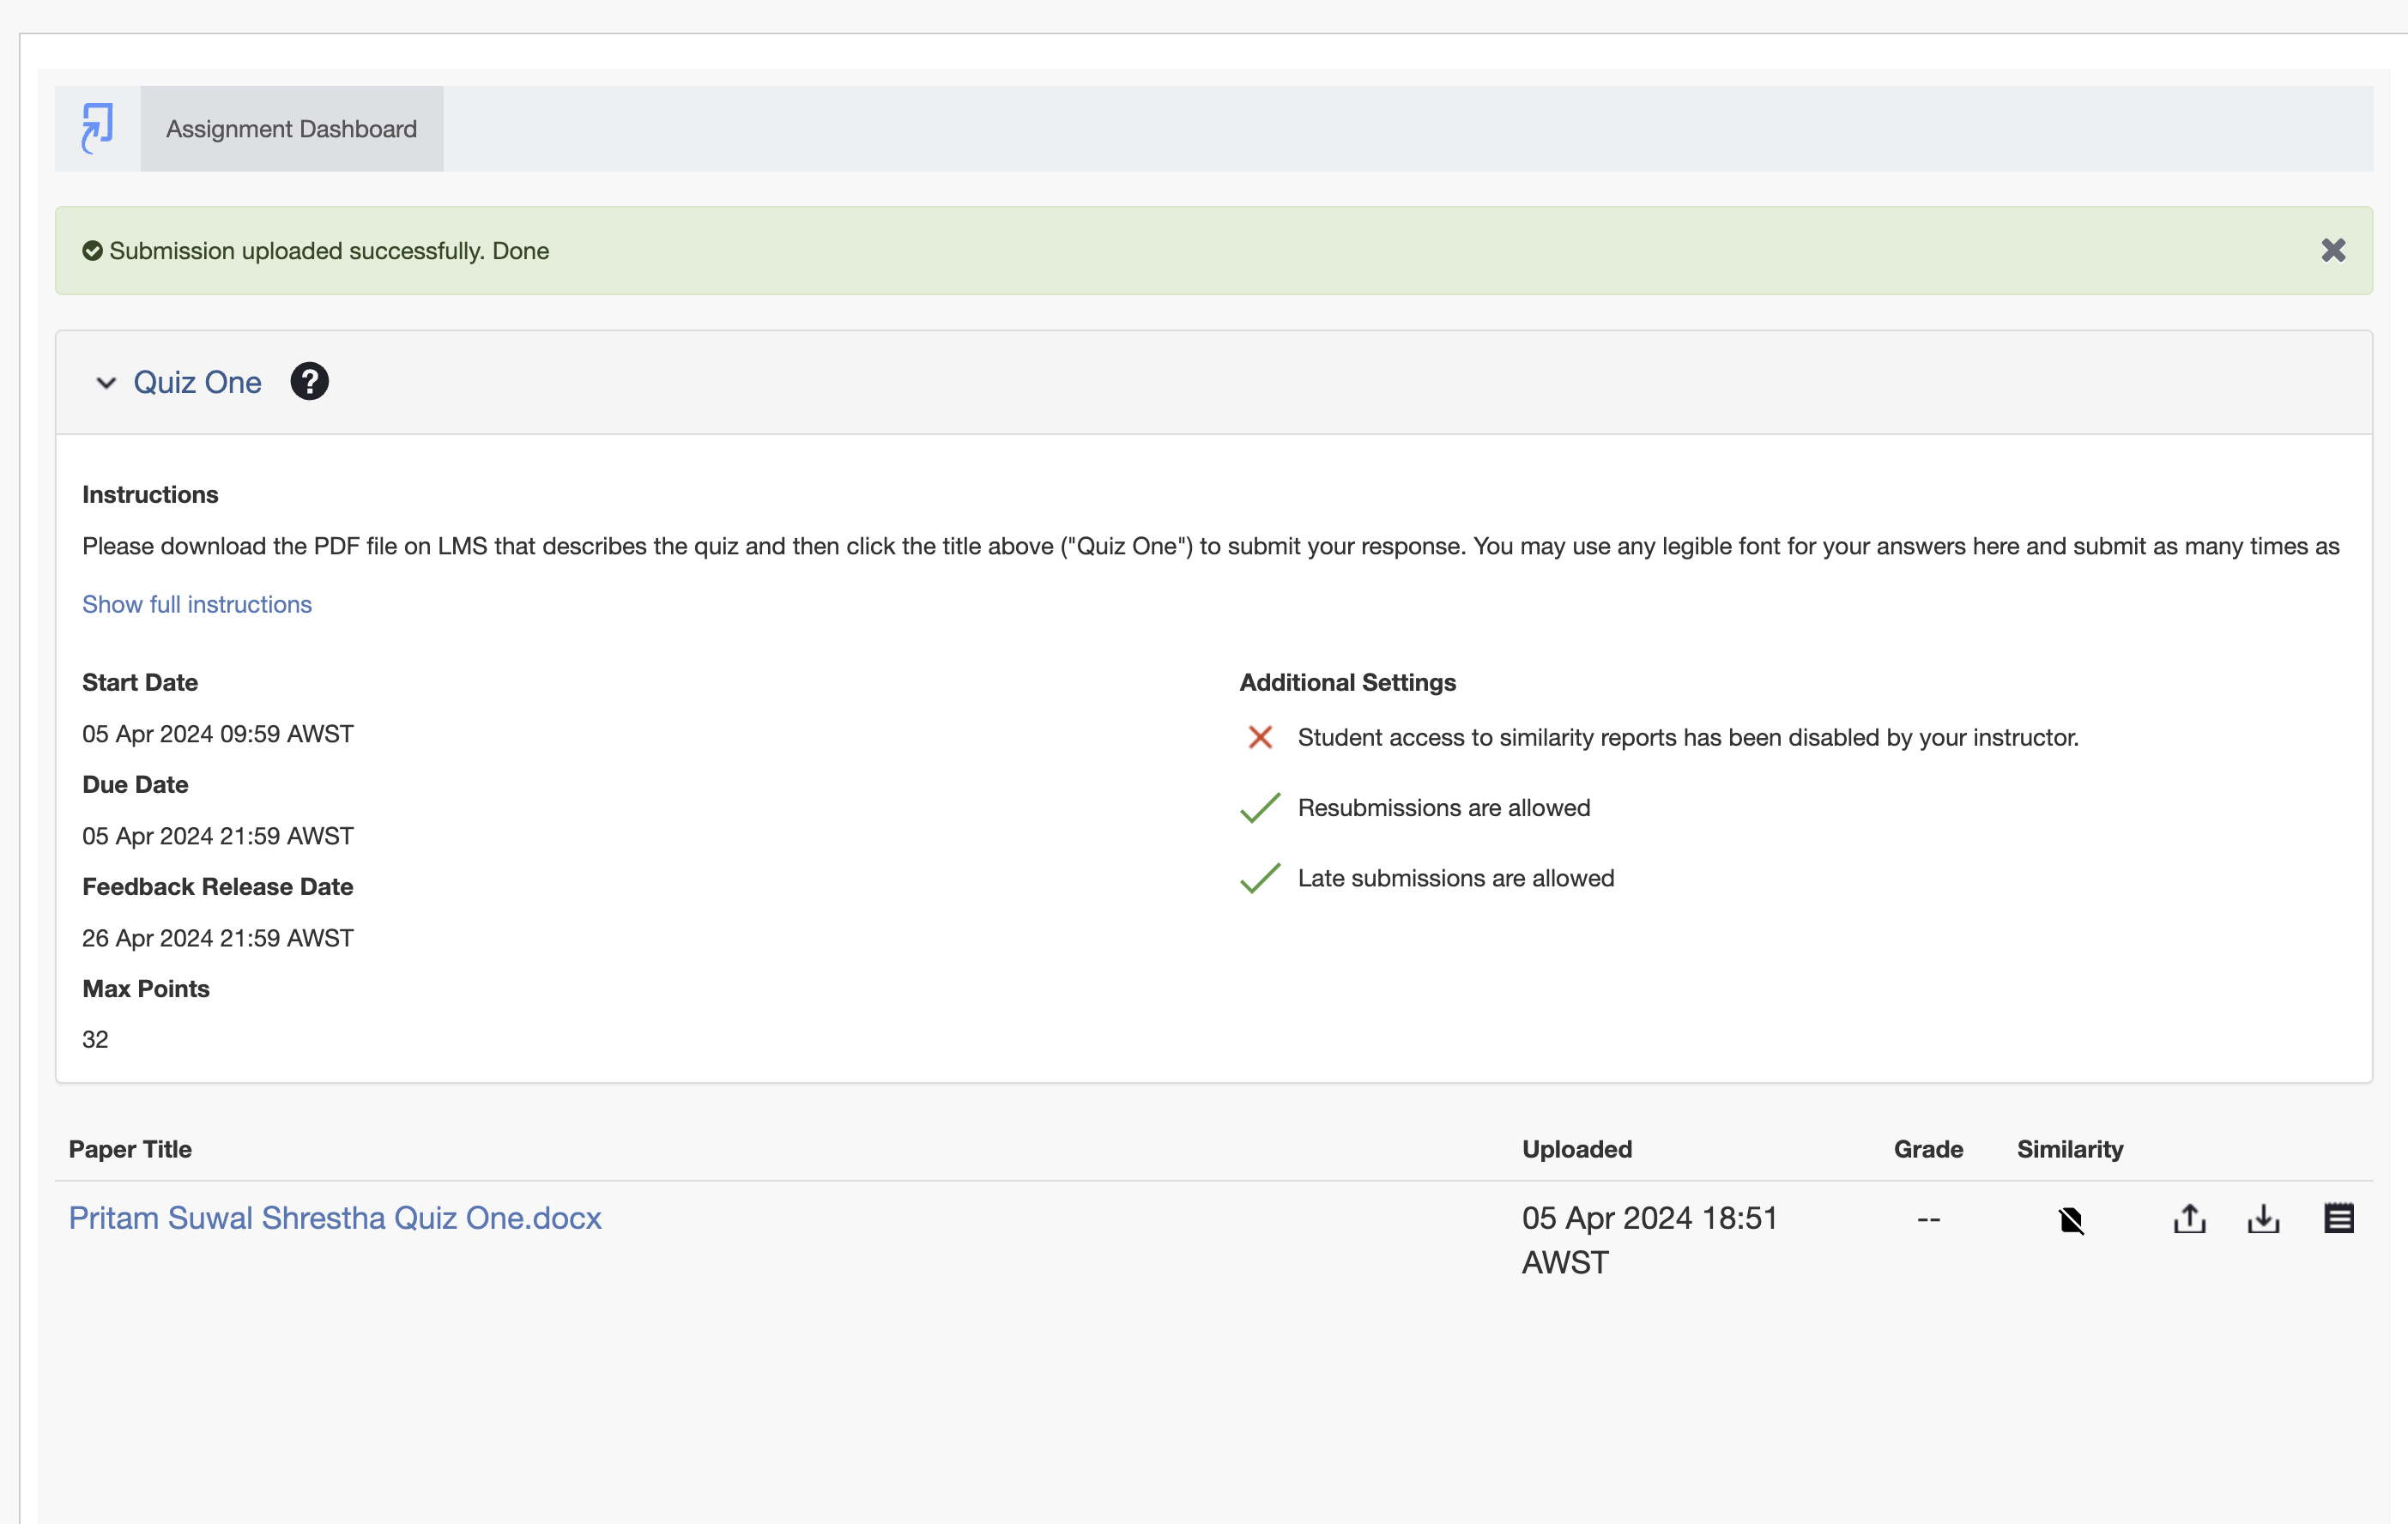 Assignment Dashboard
Submission uploaded successfully. Done
Quiz One ?
Instructions
Please download the PDF file on LMS that describes the quiz and then click the title above ("Quiz One") to submit your response. You may use any legible font for your answers here and submit as many times as
Show full instructions
Start Date
05 Apr 2024 09:59 AWST
Due Date
05 Apr 2024 21:59 AWST
Feedback Release Date
26 Apr 2024 21:59 AWST
Max Points
32
Additional Settings
Student access to similarity reports has been disabled by your instructor.
Resubmissions are allowed
Late submissions are allowed
Paper Title Uploaded Grade Similarity
Pritam Suwal Shrestha Quiz One.docx 05 Apr 2024 18:51 --
AWST